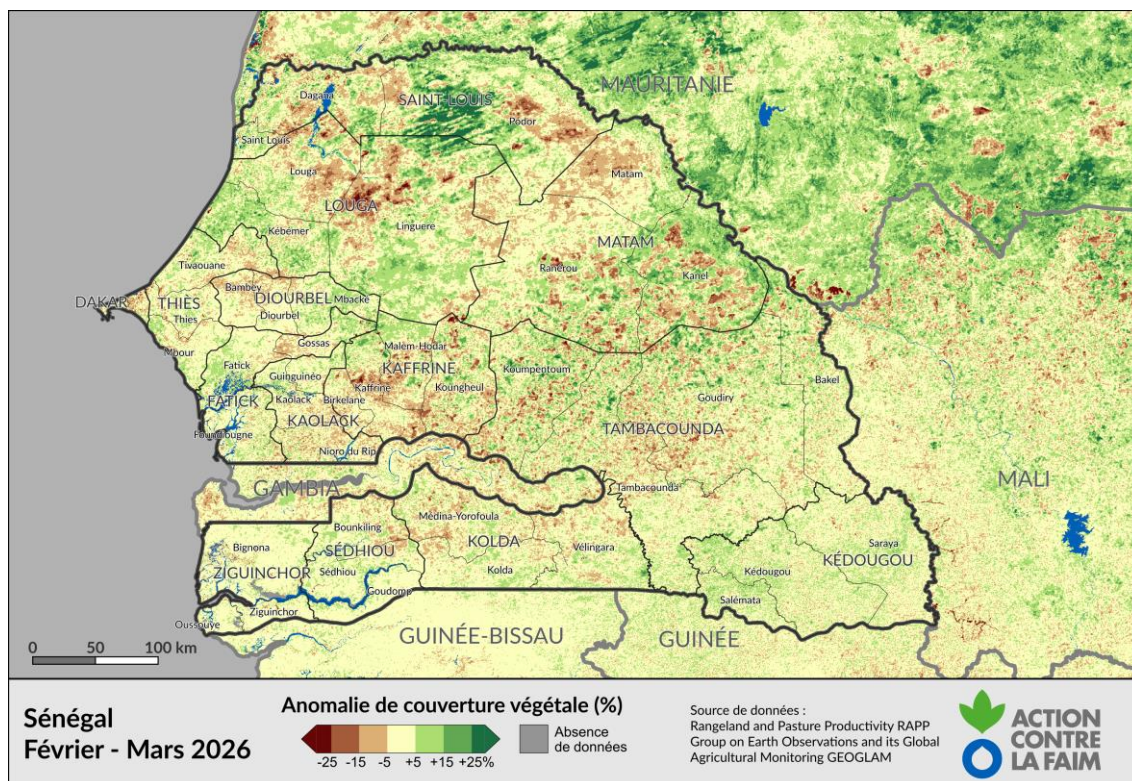 MAURITANIE
SAINT LOUIS
Dagana
Podor
Saint Louis
Louga
Matam
LOUGA
Linguere
Kébémer
MATAM
Tivaouane
Ranérou
Kanel
Bambey
DAKAR
THIÈS
DIOURBEL
Mbacké
Thies
Diourbel
Gossas
Malem-Hodar
Mbour
KAFFRINE
Koumpentoum
Fatick
Guinguinéo
Kaffrine
Koungheul
Bakel
Goudiry
FATICK
Kaolack
Birkelane
KAOLACK
TAMBACOUNDA
Foundiougne
Nioro du Rip
MALI
GAMBIA
Tambacounda
Médina-Yorofoula
Bounkiling
KOLDA
Saraya
Bignona
SÉDHIOU
Vélingara
KÉDOUGOU
ZIGUINCHOR
Sédhiou
Kolda
Kédougou
Goudomp
Salémata
Ziguinchor
Oussouye
GUINÉE-BISSAU
GUINÉE
0 50 100 km
Sénégal
Février - Mars 2026
Anomalie de couverture végétale (%)
-25 -15 -5 +5 +15 +25%
Absence
de données
Source de données :
Rangeland and Pasture Productivity RAPP
Group on Earth Observations and its Global
Agricultural Monitoring GEOGLAM
ACTION
CONTRE
LA FAIM